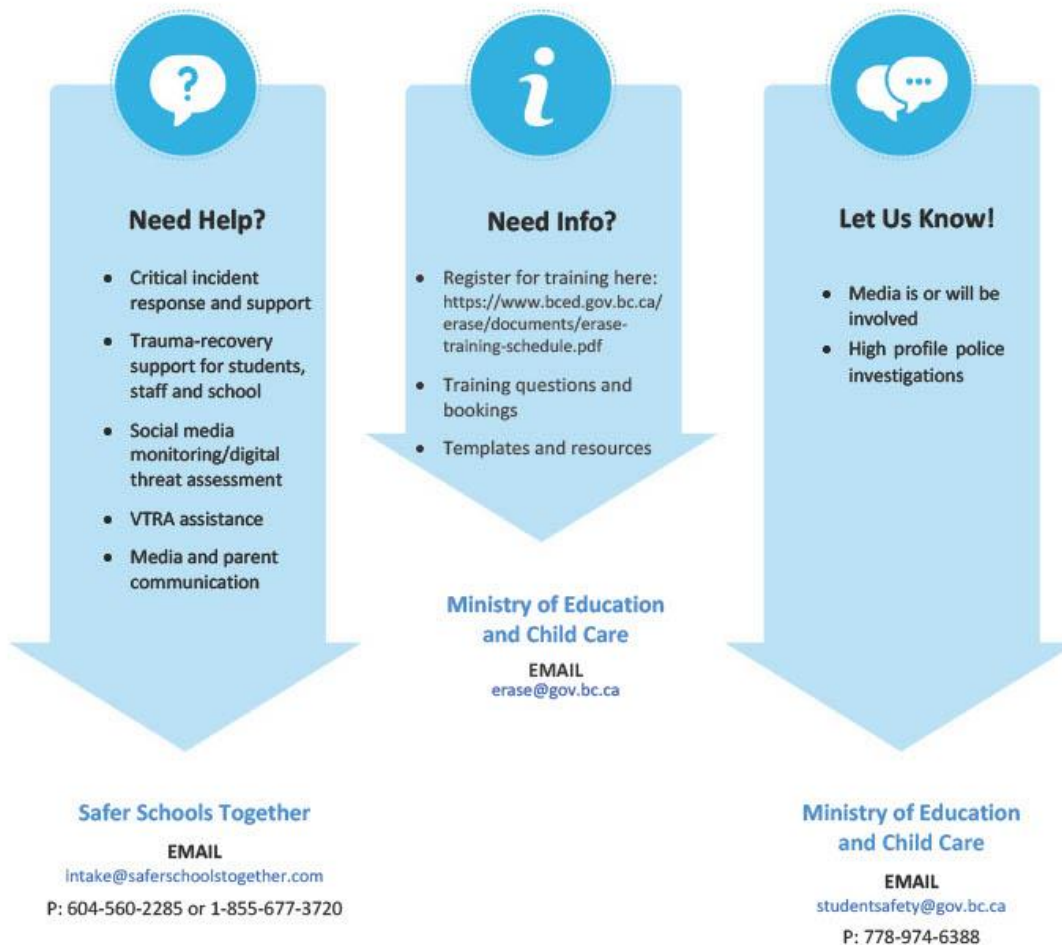 ?
i
Need Help?
• Critical incident
response and support
• Trauma-recovery
support for students,
staff and school
• Social media
monitoring/digital
threat assessment
• VTRA assistance
• Media and parent
communication
Safer Schools Together
EMAIL
intake@saferschoolstogether.com
P: 604-560-2285 or 1-855-677-3720
Need Info?
• Register for training here:
https://www.bced.gov.bc.ca/
erase/documents/erase-
training-schedule.pdf
• Training questions and
bookings
• Templates and resources
Ministry of Education
and Child Care
EMAIL
erase@gov.bc.ca
Let Us Know!
• Media is or will be
involved
• High profile police
investigations
Ministry of Education
and Child Care
EMAIL
studentsafety@gov.bc.ca
P: 778-974-6388